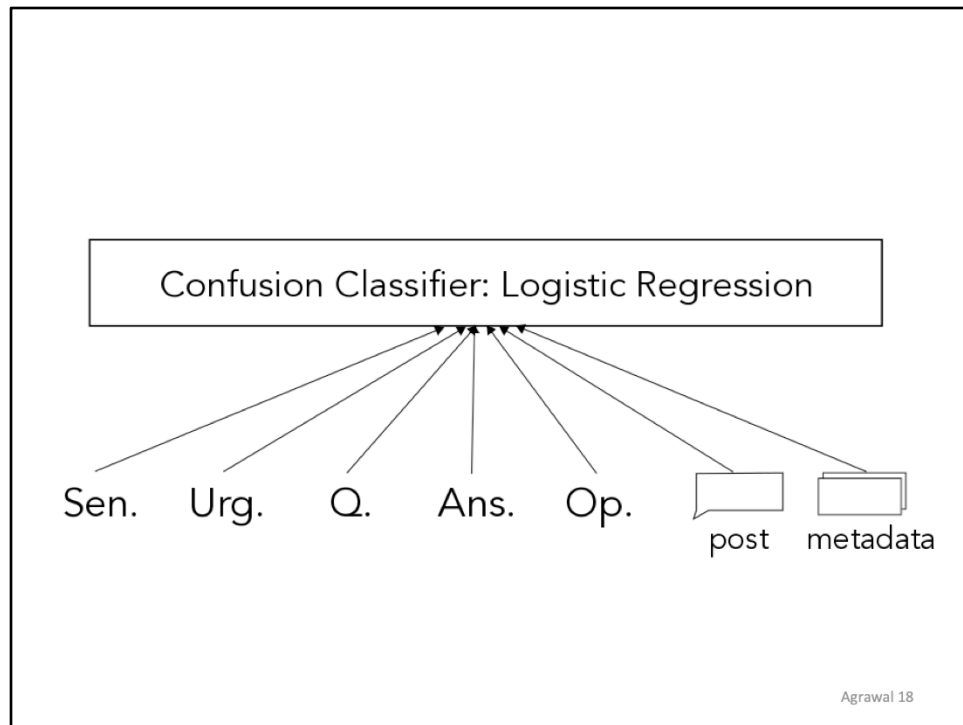 Confusion Classifier: Logistic Regression
Sen. Urg. Q. Ans. Op.
post metadata
Agrawal 18